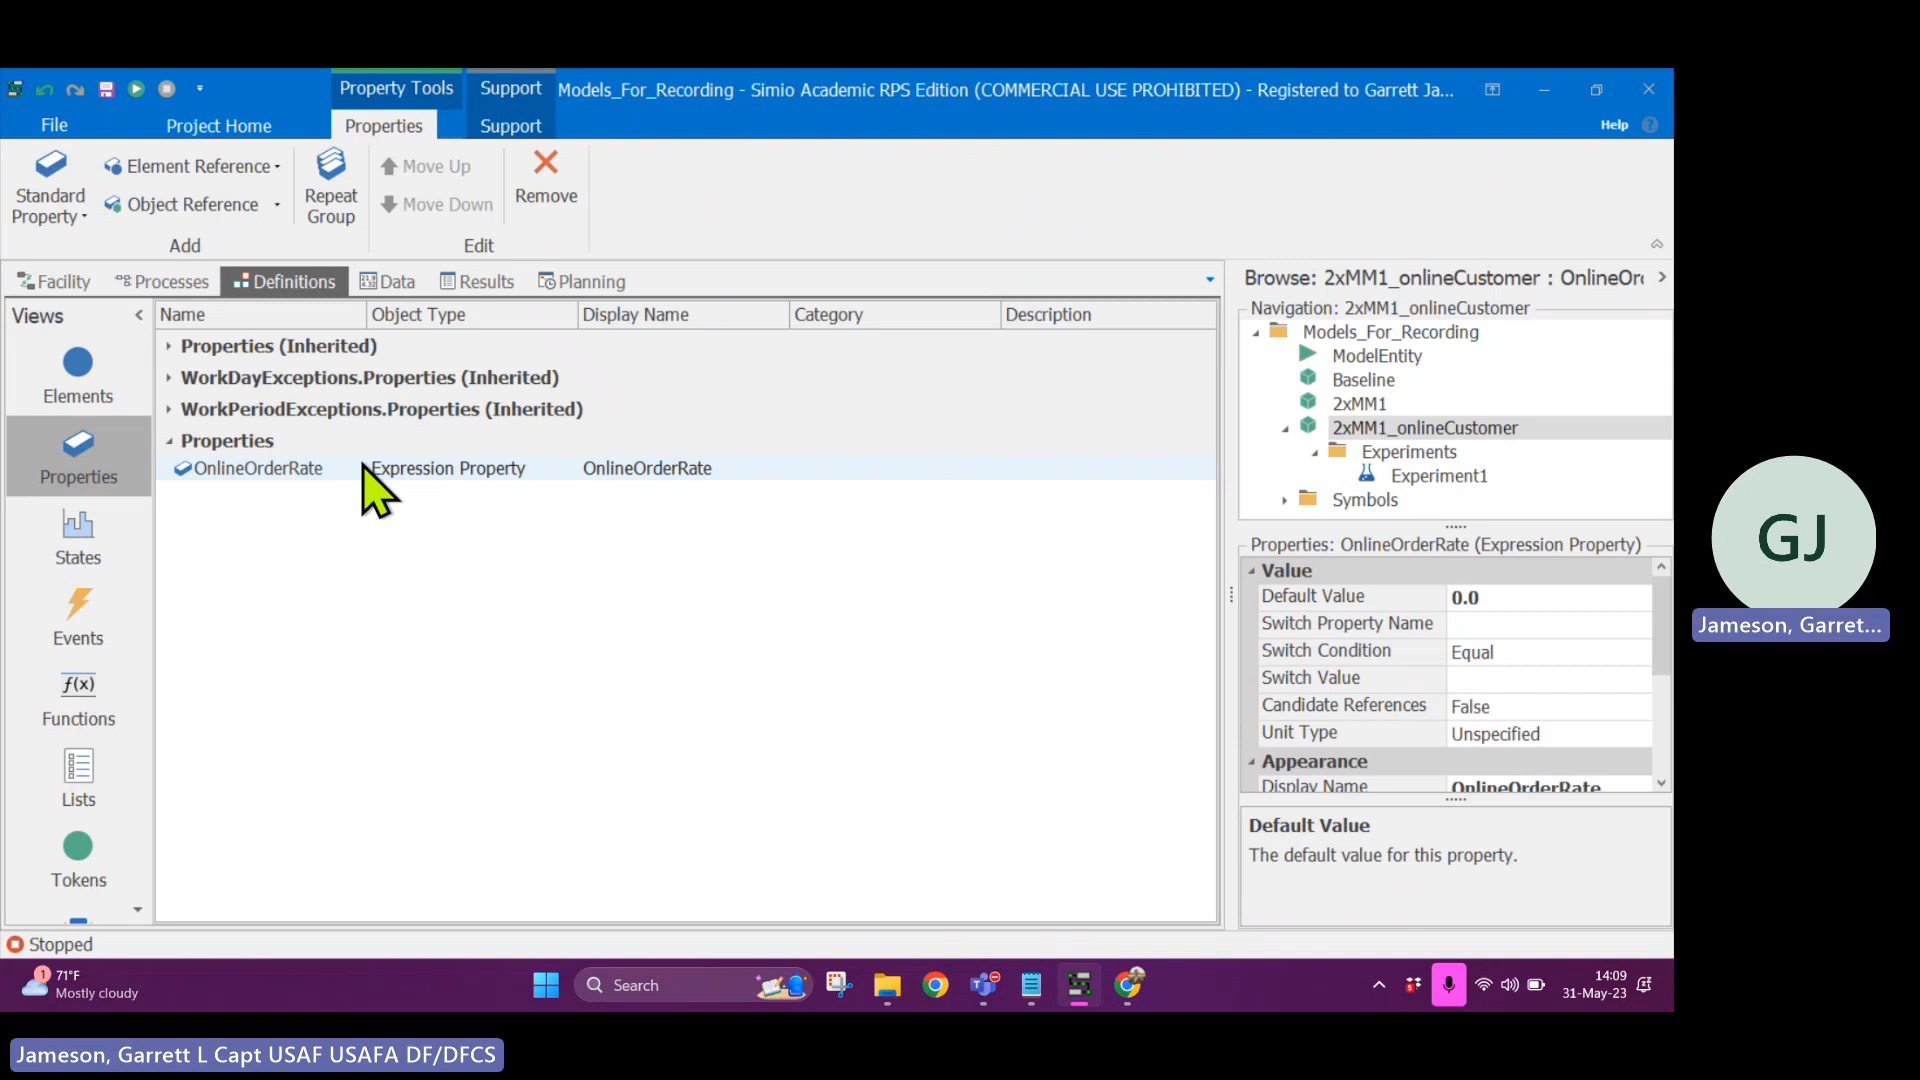 Property Tools
Support
Models_For_Recording - Simio Academic RPS Edition (COMMERCIAL USE PROHIBITED) - Registered to Garrett Ja...
File
Project Home
Properties
Support
Help
Standard
Property
Element Reference
Object Reference
Repeat
Group
Move Up
Move Down
Remove
Add
Edit
Facility
Processes
Definitions
Data
Results
Planning
Views
Elements
Properties
States
Events
f(x)
Functions
Lists
Tokens
Name
Object Type
Display Name
Category
Description
Properties (Inherited)
WorkDayExceptions.Properties (Inherited)
WorkPeriodExceptions.Properties (Inherited)
Properties
OnlineOrderRate
Expression Property
OnlineOrderRate
Browse: 2xMM1_onlineCustomer : OnlineOr
Navigation: 2xMM1_onlineCustomer
Models_For_Recording
ModelEntity
Baseline
2xMM1
2xMM1_onlineCustomer
Experiments
Experiment1
Symbols
Properties: OnlineOrderRate (Expression Property)
Value
Default Value 0.0
Switch Property Name
Switch Condition Equal
Switch Value
Candidate References False
Unit Type Unspecified
Appearance
Display Name OnlineOrderRate
Default Value
The default value for this property.
Stopped
1
71°F
Mostly cloudy
Search
14:09
31-May-23
GJ
Jameson, Garret...
Jameson, Garrett L Capt USAF USAFA DF/DFCS